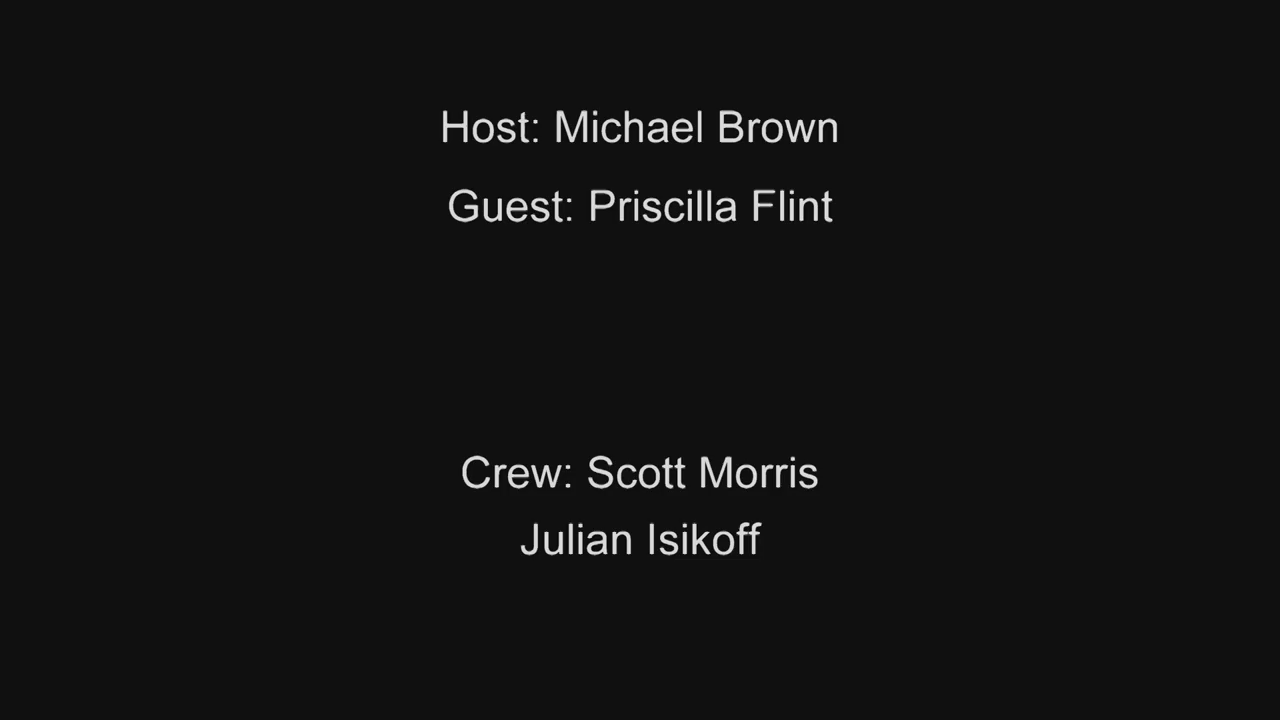 Host: Michael Brown
Guest: Priscilla Flint
Crew: Scott Morris
Julian Isikoff